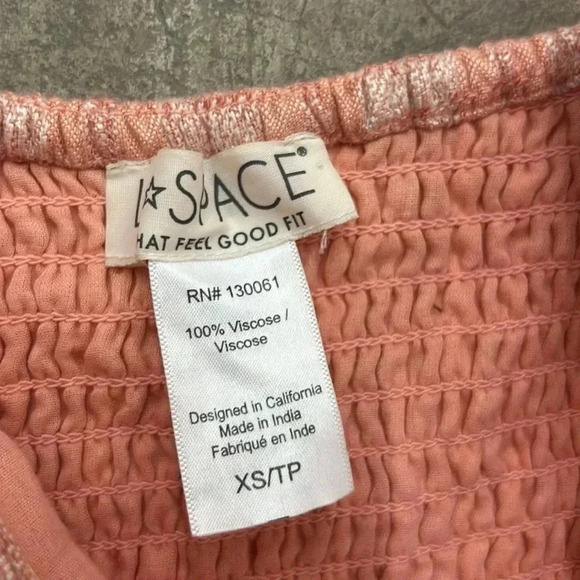 L☆SPACE®
HAT FEEL GOOD FIT
RN# 130061
100% Viscose /
Viscose
Designed in California
Made in India
Fabriqué en Inde
XS/TP